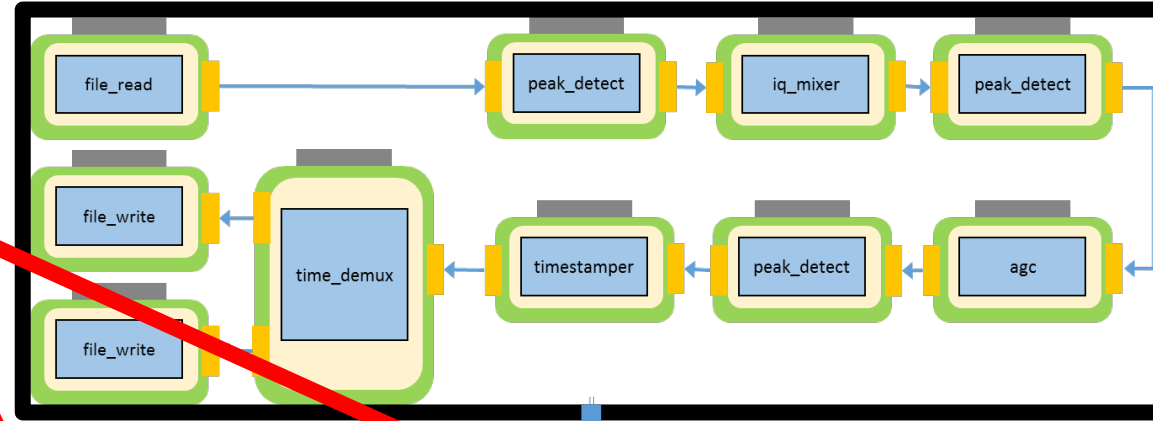 file_read
peak_detect
iq_mixer
peak_detect
file_write
time_demux
timestamper
peak_detect
agc
file_write